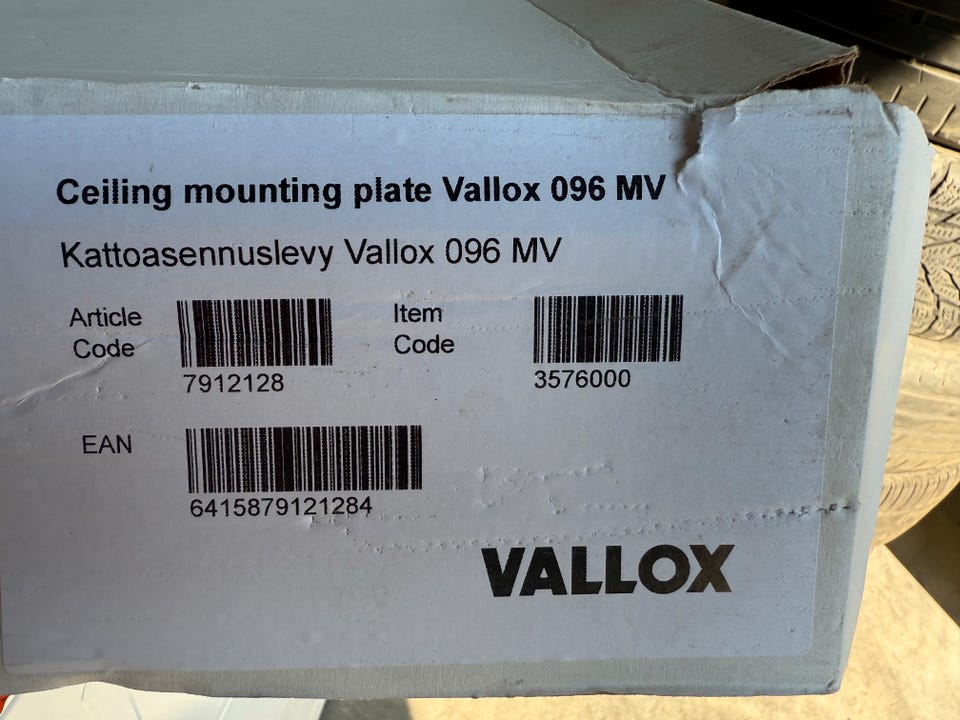 Ceiling mounting plate Vallox 096 MV
Kattoasennuslevy Vallox 096 MV
Article
Code
7912128
Item
Code
3576000
EAN
6415879121284
VALLOX